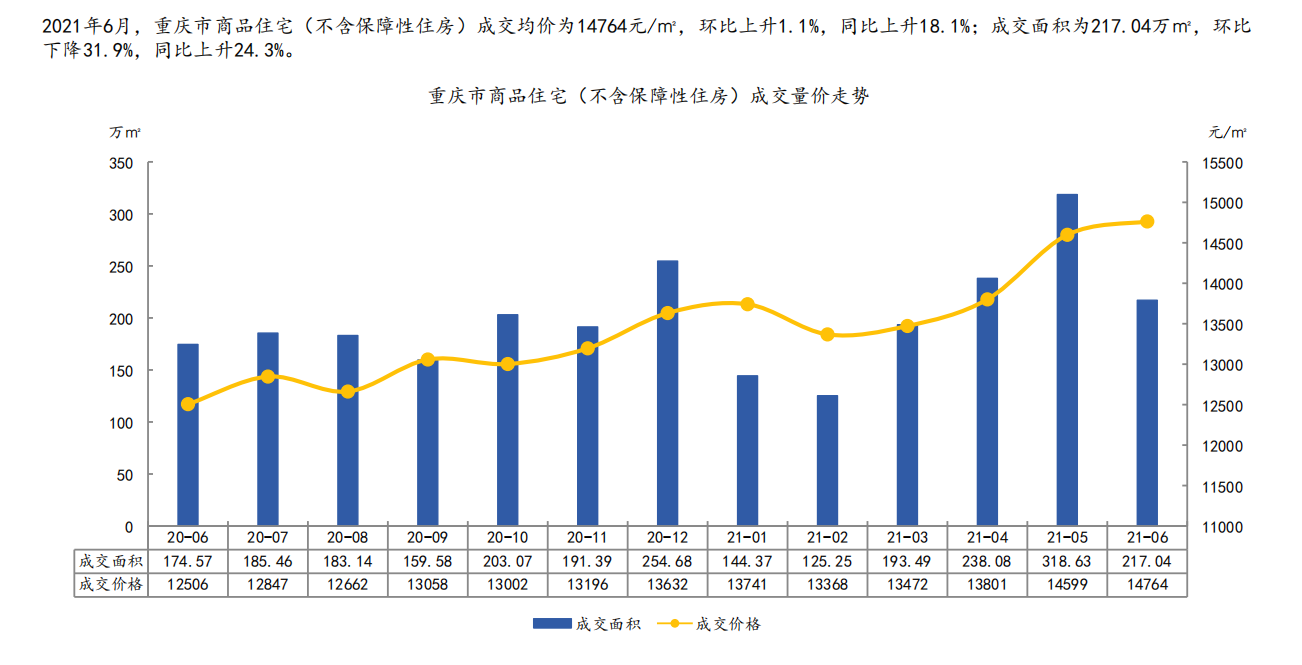 2021年6月，重庆市商品住宅（不含保障性住房）成交均价为14764元/㎡，环比上升1.1%，同比上升18.1%；成交面积为217.04万㎡，环比
下降31.9%，同比上升24.3%。
重庆市商品住宅（不含保障性住房）成交量价走势
万㎡ 元/㎡
350 15500
300 15000
250 14500
200 14000
150 13500
100 13000
50 12500
0 12000
11500
11000
20-06 20-07 20-08 20-09 20-10 20-11 20-12 21-01 21-02 21-03 21-04 21-05 21-06
成交面积 174.57 185.46 183.14 159.58 203.07 191.39 254.68 144.37 125.25 193.49 238.08 318.63 217.04
成交价格 12506 12847 12662 13058 13002 13196 13632 13741 13368 13472 13801 14599 14764
成交面积 成交价格